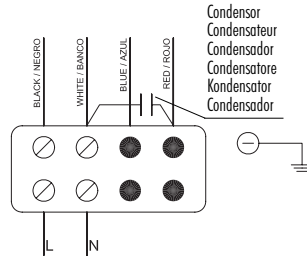 BLACK / NEGRO
WHITE / BANCO
BLUE / AZUL
RED / ROJO
Condensor
Condensateur
Condensador
Condensatore
Kondensator
Condensador
L
N